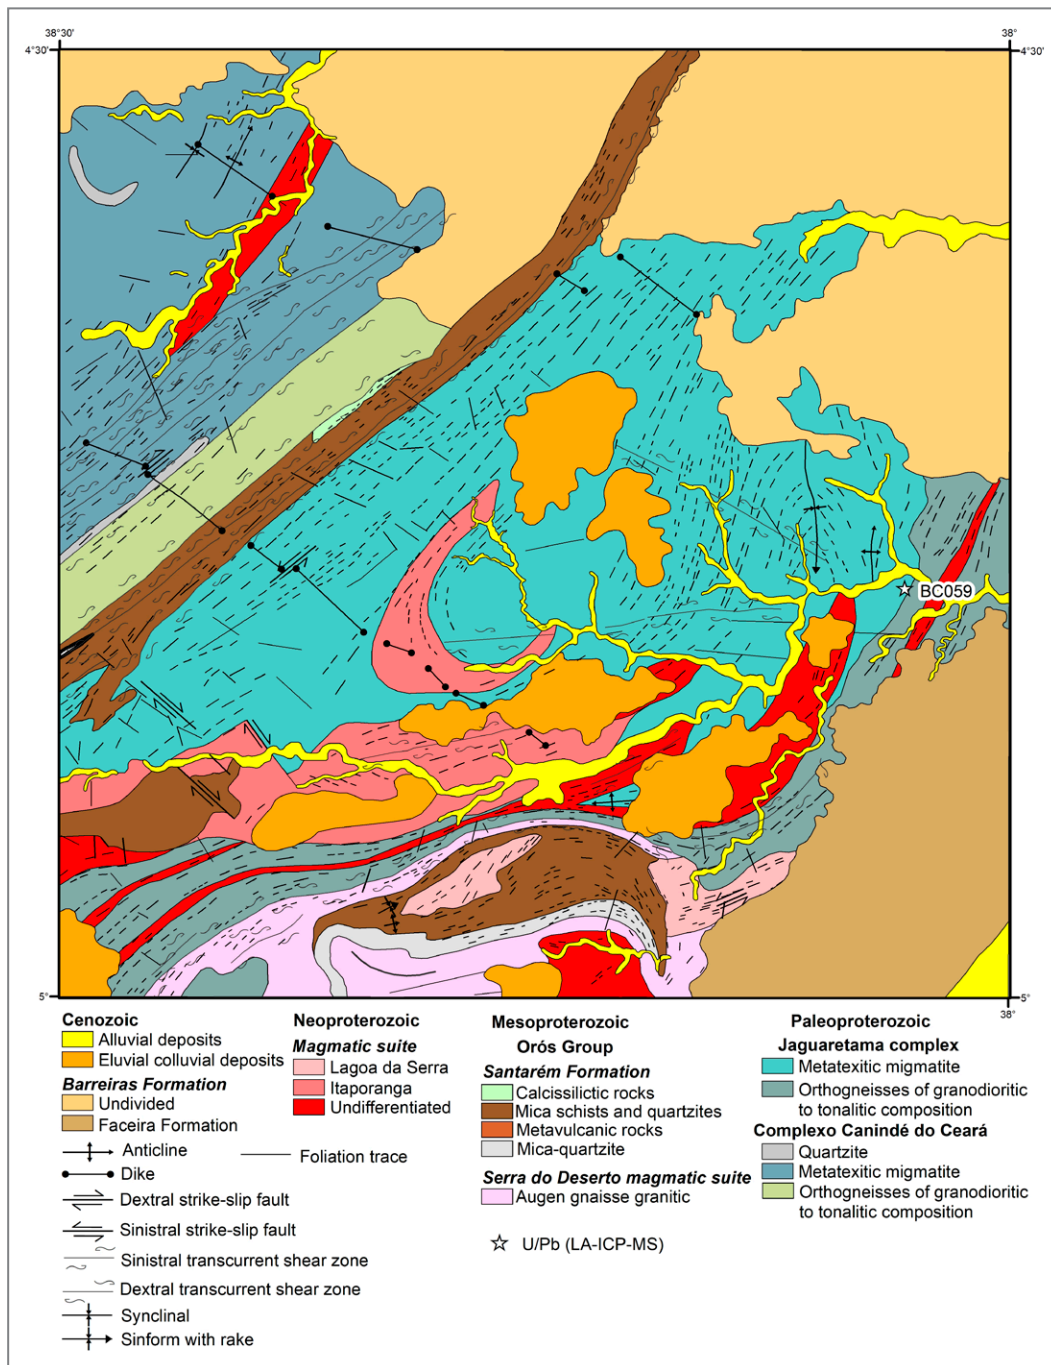 38°30' 38°
4°30' 4°30'
BC059
5° 5°
38°
Cenozoic
Alluvial deposits
Eluvial colluvial deposits
Barreiras Formation
Undivided
Faceira Formation
Anticline
Foliation trace
Dike
Dextral strike-slip fault
Sinistral strike-slip fault
Sinistral transcurrent shear zone
Dextral transcurrent shear zone
Synclinal
Sinform with rake
Neoproterozoic
Magmatic suite
Lagoa da Serra
Itaporanga
Undifferentiated
Mesoproterozoic
Orós Group
Santarém Formation
Calcissilictic rocks
Mica schists and quartzites
Metavulcanic rocks
Mica-quartzite
Serra do Deserto magmatic suite
Augen gnaisse granitic
U/Pb (LA-ICP-MS)
Paleoproterozoic
Jaguaretama complex
Metatexitic migmatite
Orthogneisses of granodioritic
to tonalitic composition
Complexo Canindé do Ceará
Quartzite
Metatexitic migmatite
Orthogneisses of granodioritic
to tonalitic composition